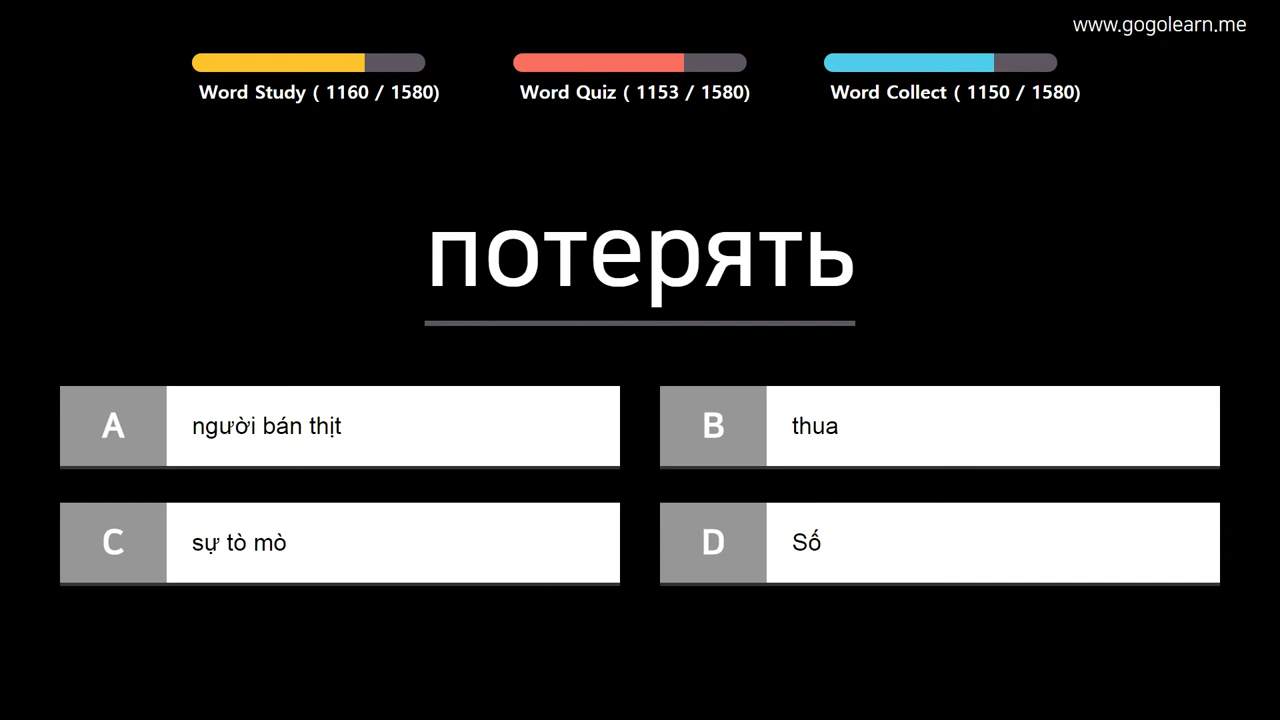 www.gogolearn.me
Word Study ( 1160 / 1580)
Word Quiz ( 1153 / 1580)
Word Collect ( 1150 / 1580)
потерять
A người bán thịt
B thua
C sự tò mò
D Số